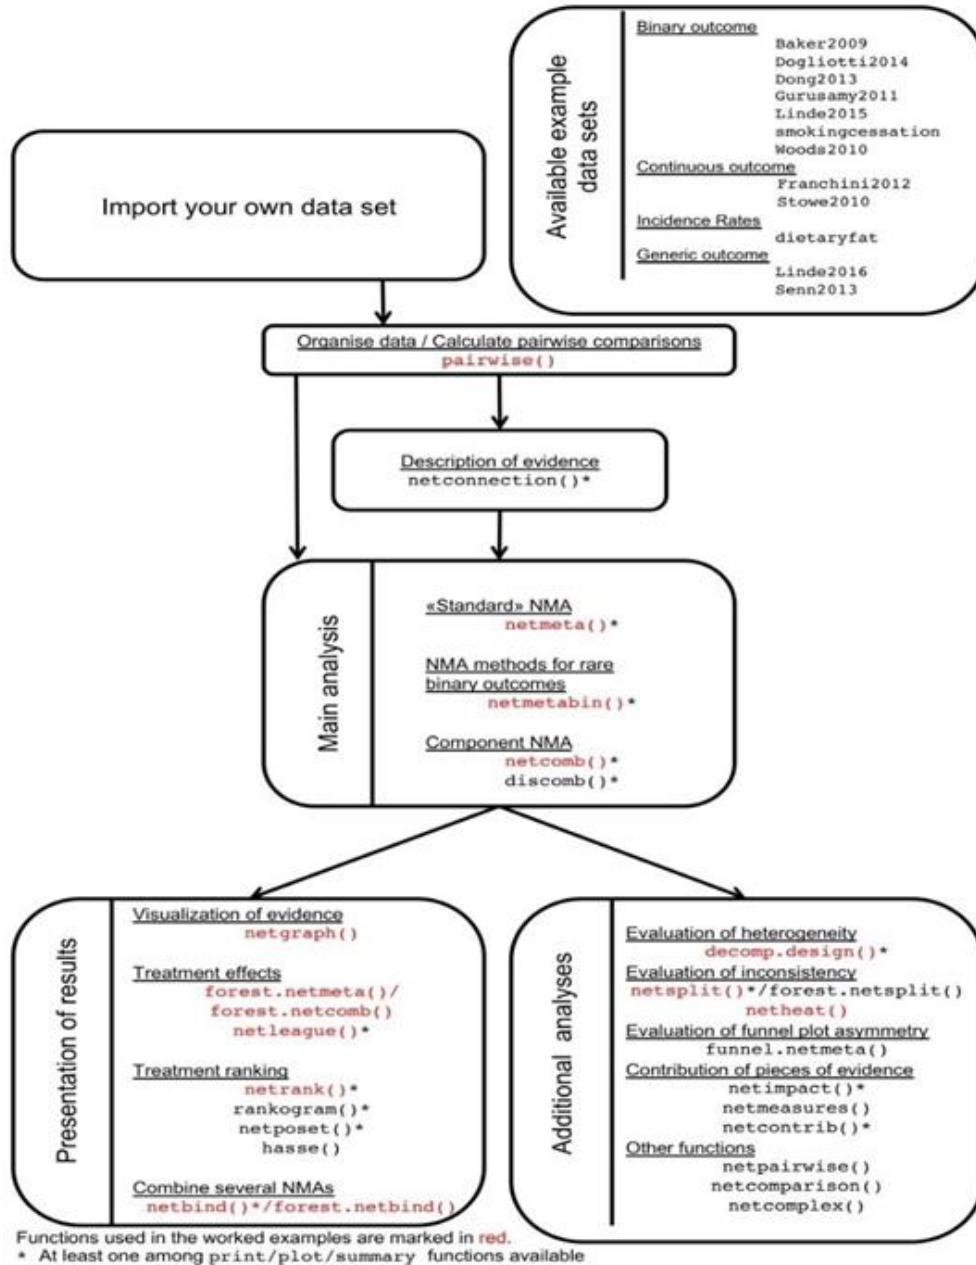 Available example
data sets
Binary outcome
Baker2009
Dogliotti2014
Dong2013
Gurusamy2011
Linde2015
smokingcessation
Woods2010
Continuous outcome
Franchini2012
Stowe2010
Incidence Rates
dietaryfat
Generic outcome
Linde2016
Senn2013
Import your own data set
Organise data / Calculate pairwise comparisons
pairwise()
Description of evidence
netconnection()*
Main analysis
«Standard» NMA
netmeta()*
NMA methods for rare
binary outcomes
netmetabin()*
Component NMA
netcomb()*
discomb()*
Presentation of results
Visualization of evidence
netgraph()
Treatment effects
forest.netmeta()/
forest.netcomb()
netleague()*
Treatment ranking
netrank()*
rankogram()*
netposet()*
hasse()
Combine several NMAs
netbind()*/forest.netbind()
Additional analyses
Evaluation of heterogeneity
decomp.design()*
Evaluation of inconsistency
netsplit()*/forest.netsplit()
netheat()
Evaluation of funnel plot asymmetry
funnel.netmeta()
Contribution of pieces of evidence
netimpact()*
netmeasures()
netcontrib()*
Other functions
netpairwise()
netcomparison()
netcomplex()
Functions used in the worked examples are marked in red.
* At least one among print/plot/summary functions available